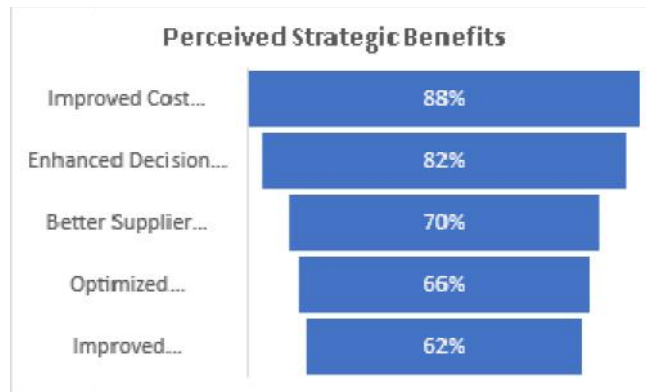 Perceived Strategic Benefits
Improved Cost... 88%
Enhanced Decision... 82%
Better Supplier... 70%
Optimized... 66%
Improved... 62%